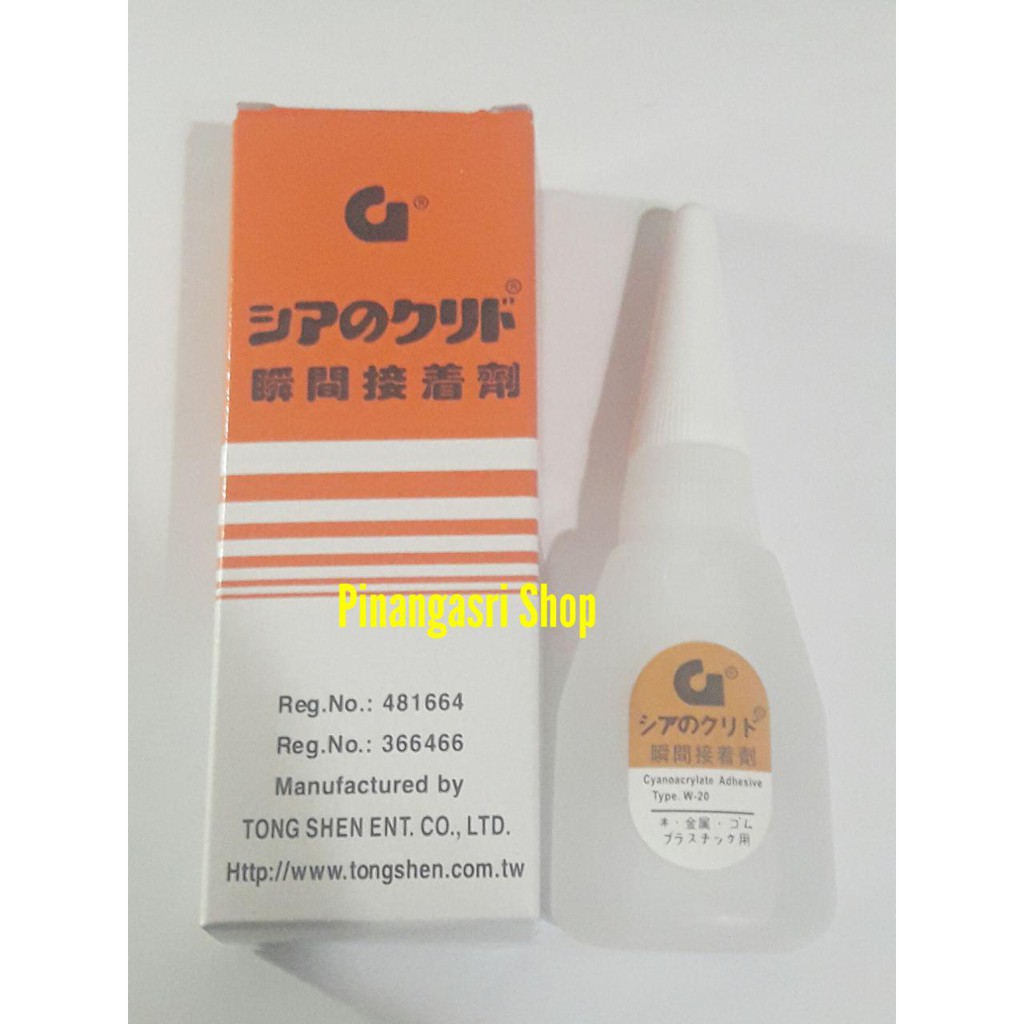 G®
シアのクリド®
瞬間接着劑
Pinangasri Shop
Reg.No.: 481664
Reg.No.: 366466
Manufactured by
TONG SHEN ENT. CO., LTD.
Http://www.tongshen.com.tw
G®
シアのクリド®
瞬間接着劑
Cyanoacrylate Adhesive
Type. W-20
木・金属・ゴム
プラスチック用